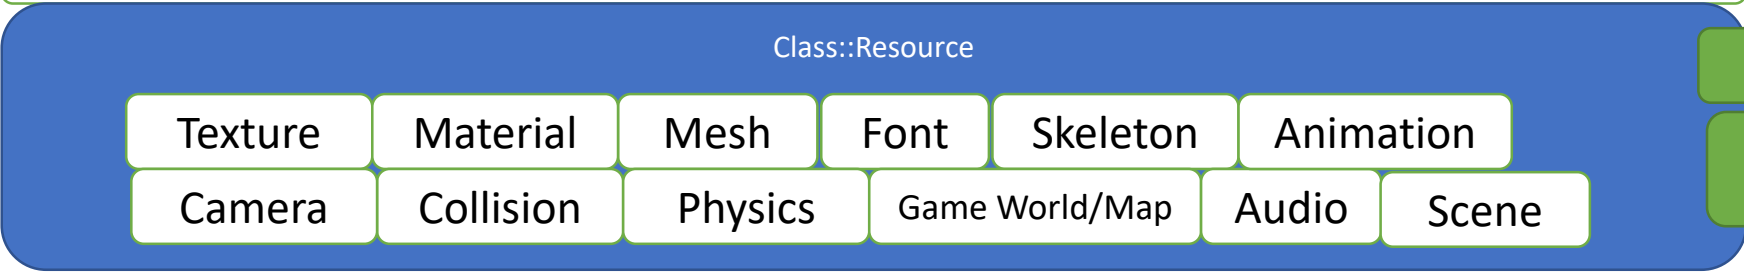 Class::Resource
Texture Material Mesh Font Skeleton Animation
Camera Collision Physics Game World/Map Audio Scene